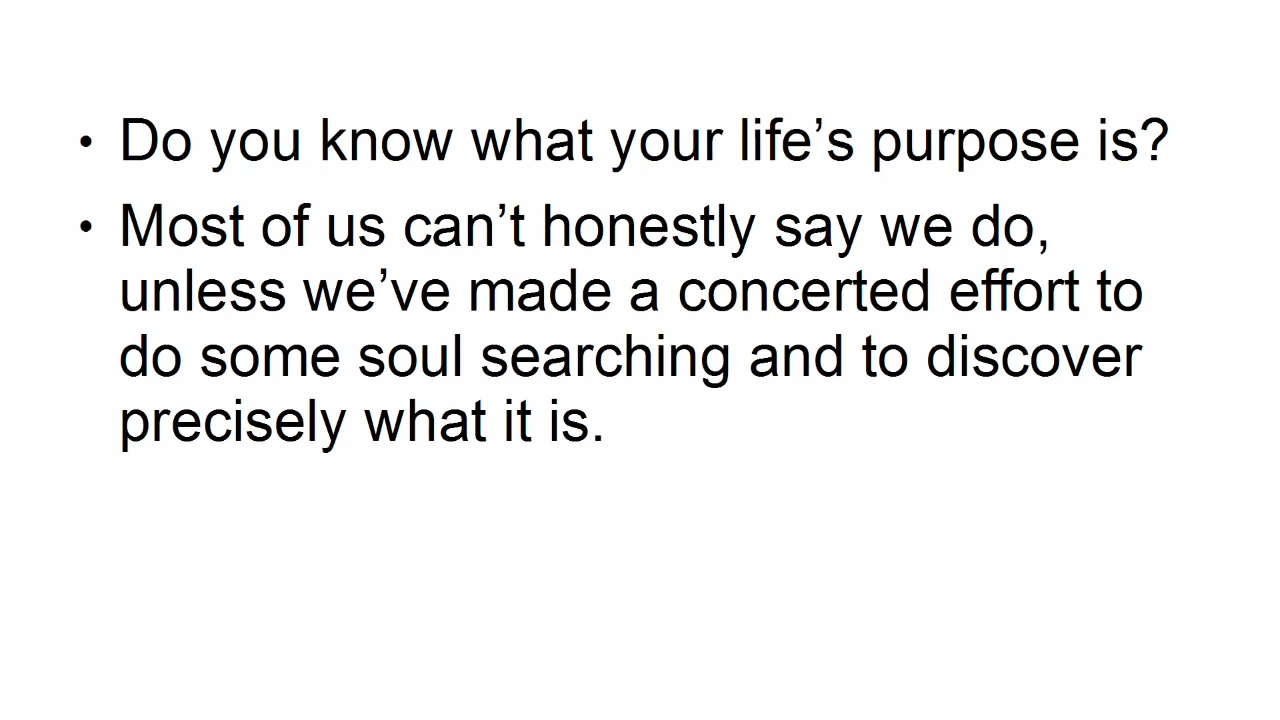 • Do you know what your life’s purpose is?
• Most of us can’t honestly say we do,
unless we’ve made a concerted effort to
do some soul searching and to discover
precisely what it is.